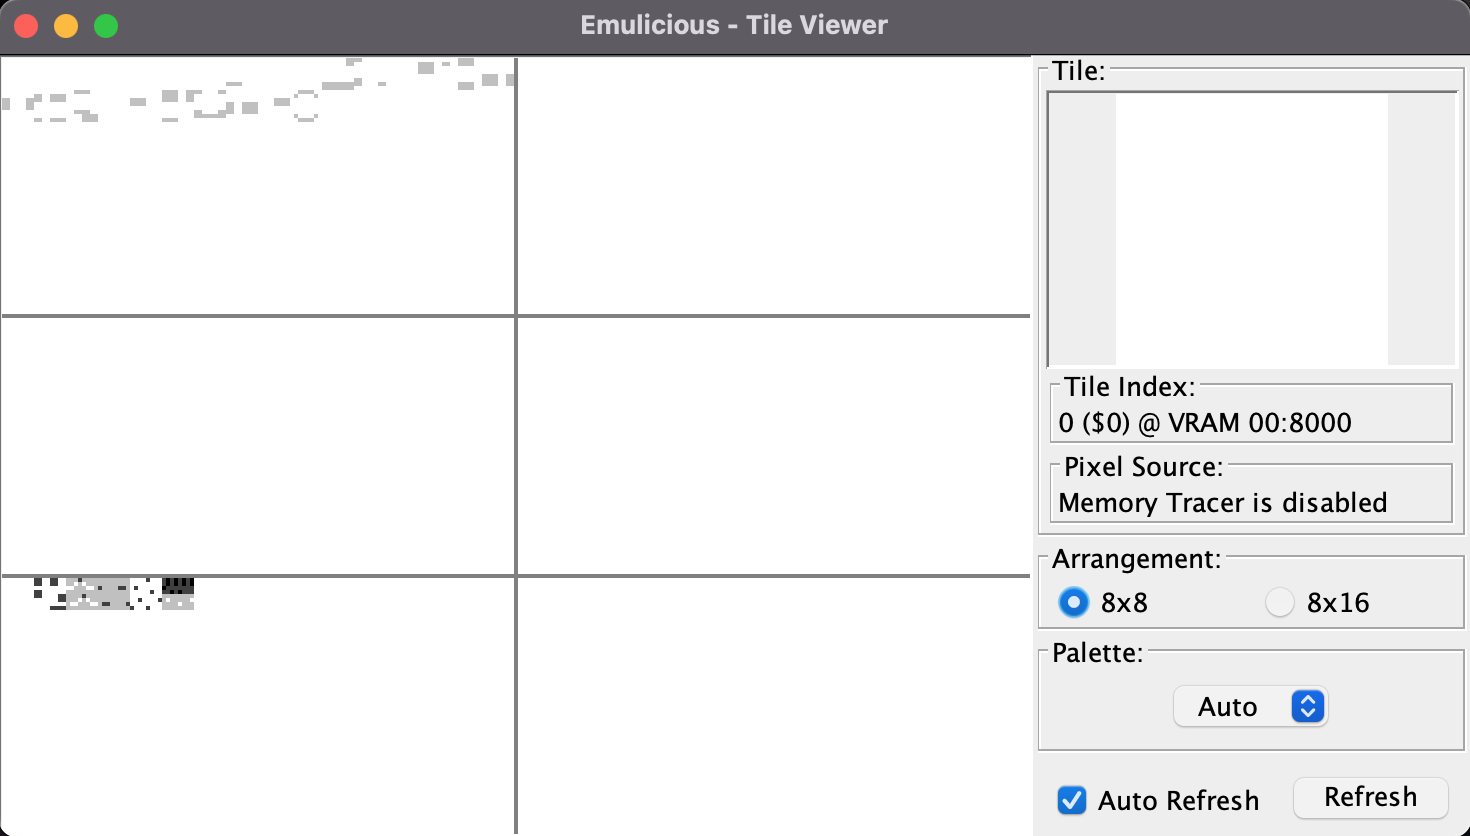 Emulicious - Tile Viewer
Tile:
Tile Index:
0 ($0) @ VRAM 00:8000
Pixel Source:
Memory Tracer is disabled
Arrangement:
8x8 8x16
Palette:
Auto
Auto Refresh Refresh